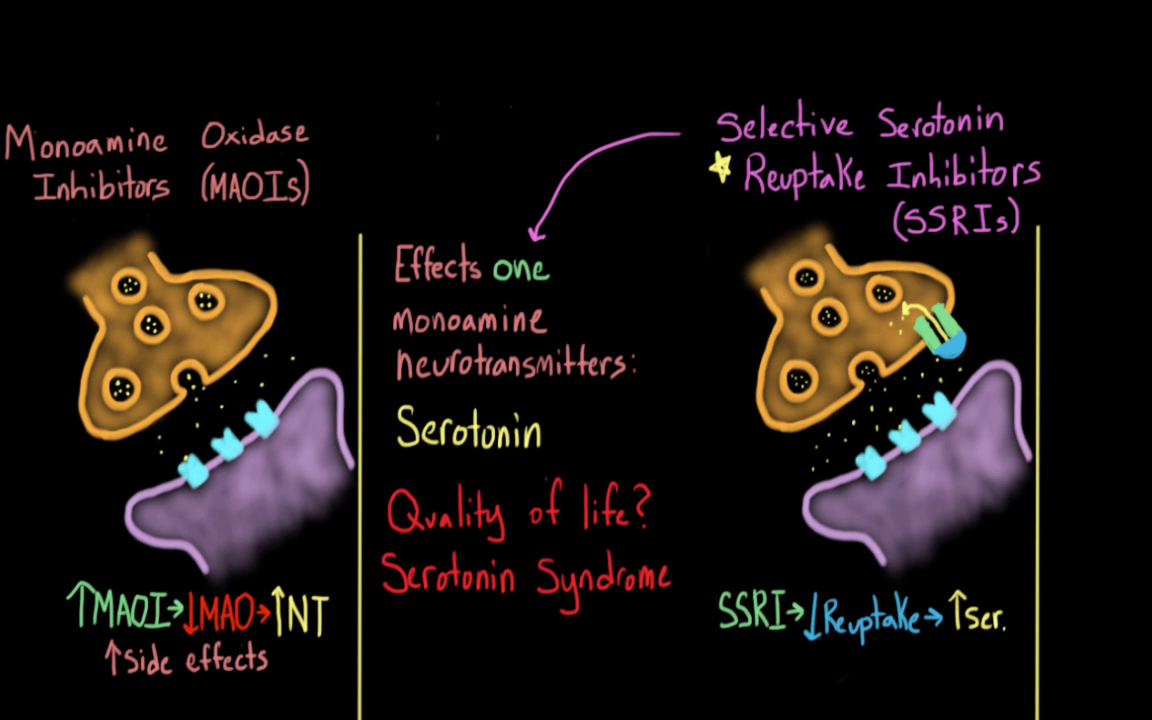 Monoamine Oxidase
Inhibitors (MAOIs)
↑MAOI→↓MAO→↑NT
↑Side effects
Effects one
monoamine
neurotransmitters:
Serotonin
Quality of life?
Serotonin Syndrome
Selective Serotonin
Reuptake Inhibitors
(SSRIs)
SSRI→↓Reuptake→↑Ser.